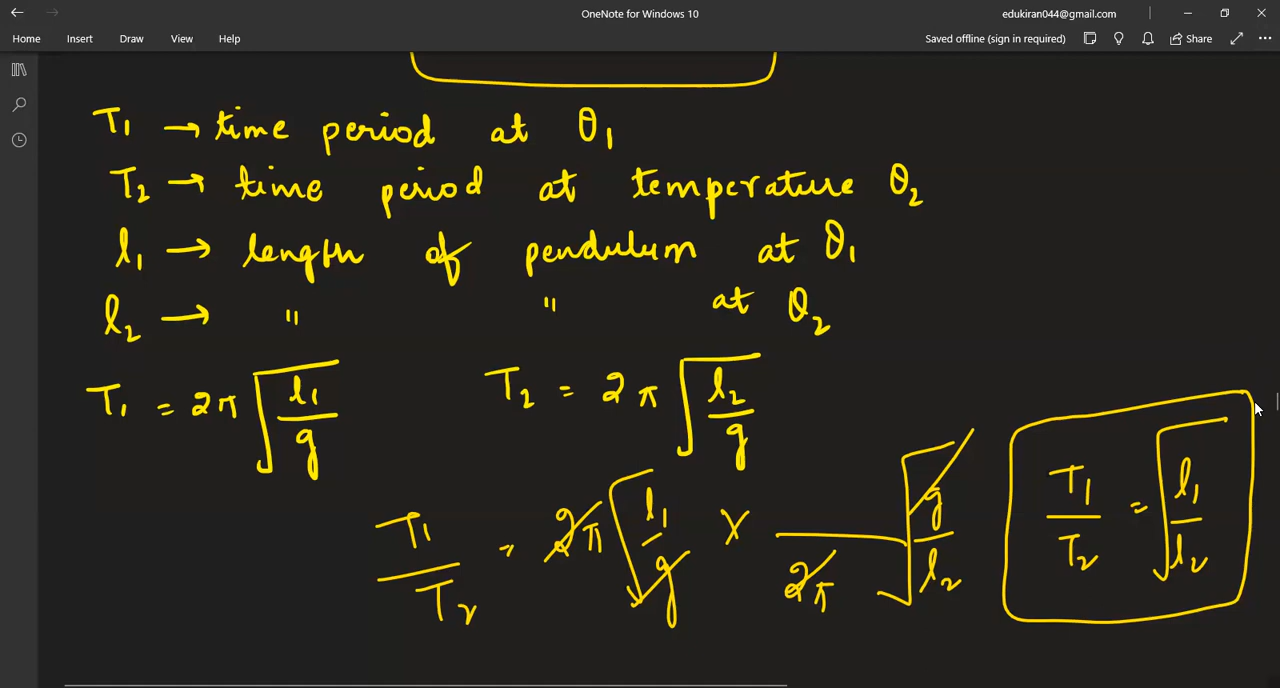 OneNote for Windows 10
edukiran044@gmail.com
Home Insert Draw View Help
Saved offline (sign in required) Share
T1 → time period at θ1
T2 → time period at temperature θ2
l1 → length of pendulum at θ1
l2 → " " at θ2
T1 = 2π √(l1/g) T2 = 2π √(l2/g)
T1/T2 = 2π √(l1/g) × 1/2π √(g/l2) T1/T2 = √(l1/l2)